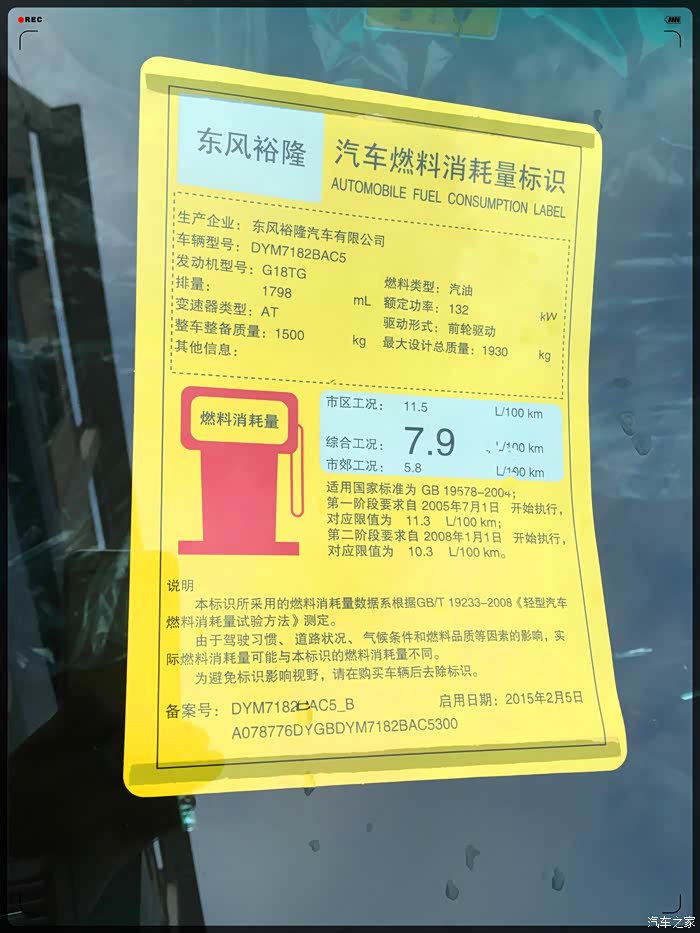 REC
东风裕隆
汽车燃料消耗量标识
AUTOMOBILE FUEL CONSUMPTION LABEL
生产企业：东风裕隆汽车有限公司
车辆型号：DYM7182BAC5
发动机型号：G18TG
燃料类型：汽油
排量： 1798 mL
额定功率：132 kW
变速器类型：AT
驱动形式：前轮驱动
整车整备质量：1500 kg
最大设计总质量：1930 kg
其他信息：
燃料消耗量
市区工况： 11.5 L/100 km
综合工况： 7.9 L/100 km
市郊工况： 5.8 L/100 km
适用国家标准为 GB 19578-2004；
第一阶段要求自 2005年7月1日 开始执行，
对应限值为 11.3 L/100 km；
第二阶段要求自 2008年1月1日 开始执行，
对应限值为 10.3 L/100 km。
说明
本标识所采用的燃料消耗量数据系根据GB/T 19233-2008《轻型汽车
燃料消耗量试验方法》测定。
由于驾驶习惯、道路状况、气候条件和燃料品质等因素的影响，实
际燃料消耗量可能与本标识的燃料消耗量不同。
为避免标识影响视野，请在购买车辆后去除标识。
备案号： DYM7182BAC5_B 启用日期：2015年2月5日
A078776DYGBDYM7182BAC5300
汽车之家